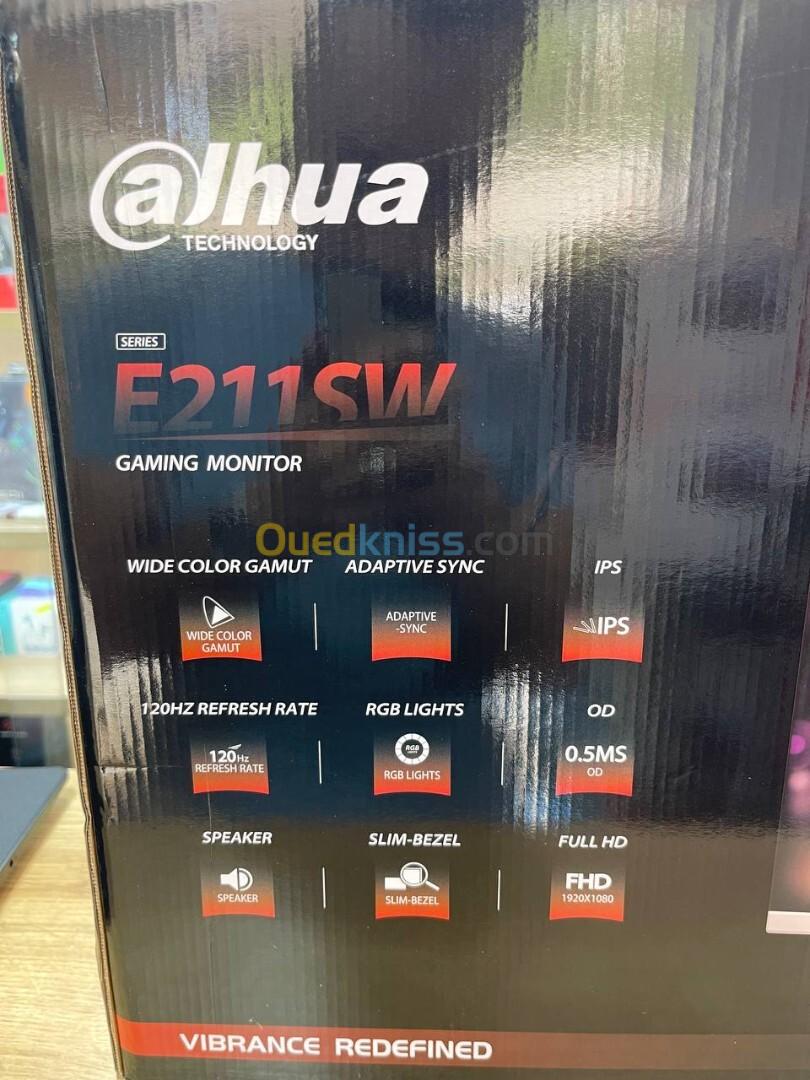 alhua
TECHNOLOGY
SERIES
E211SW
GAMING MONITOR
Ouedkniss.com
WIDE COLOR GAMUT ADAPTIVE SYNC IPS
WIDE COLOR
GAMUT
ADAPTIVE
-SYNC
IPS
120HZ REFRESH RATE RGB LIGHTS OD
120Hz
REFRESH RATE
RGB
LIGHTS
RGB LIGHTS
0.5MS
OD
SPEAKER SLIM-BEZEL FULL HD
SPEAKER
SLIM-BEZEL
FHD
1920X1080
VIBRANCE REDEFINED